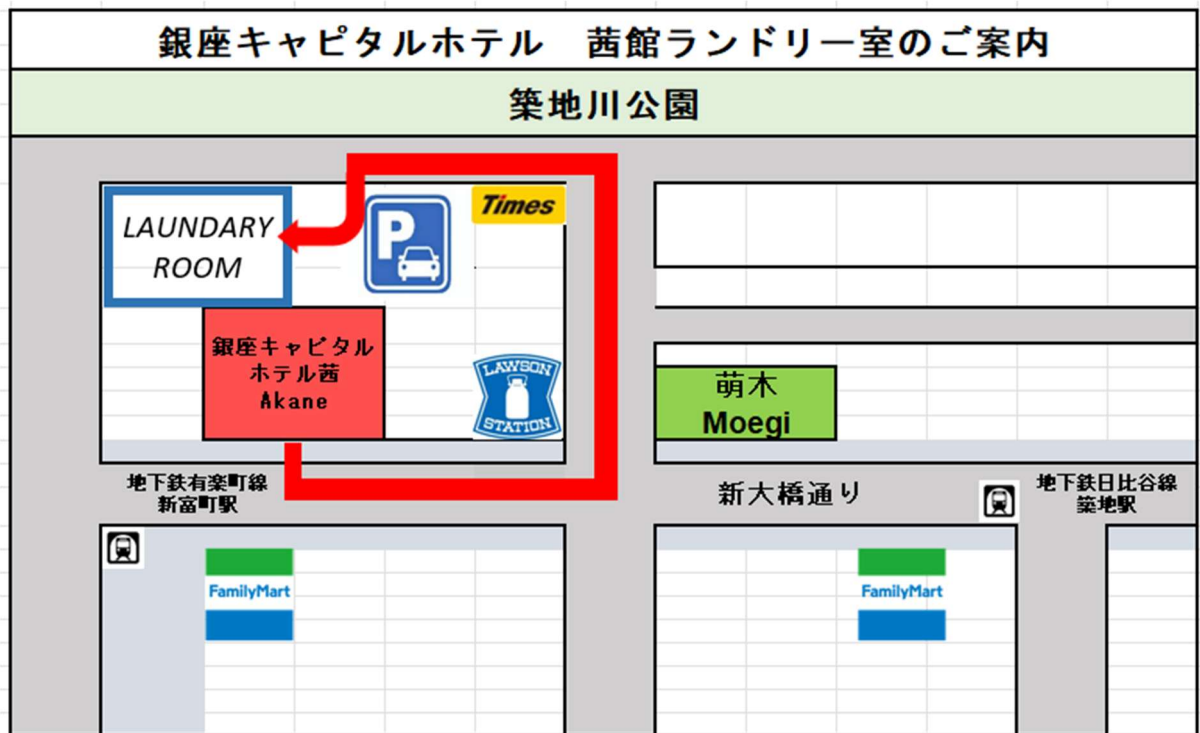 銀座キャピタルホテル　茜館ランドリー室のご案内
築地川公園
LAUNDARY
ROOM
P
Times
銀座キャピタル
ホテル茜
Akane
LAWSON
STATION
萌木
Moegi
地下鉄有楽町線
新富町駅
新大橋通り
地下鉄日比谷線
築地駅
FamilyMart
FamilyMart